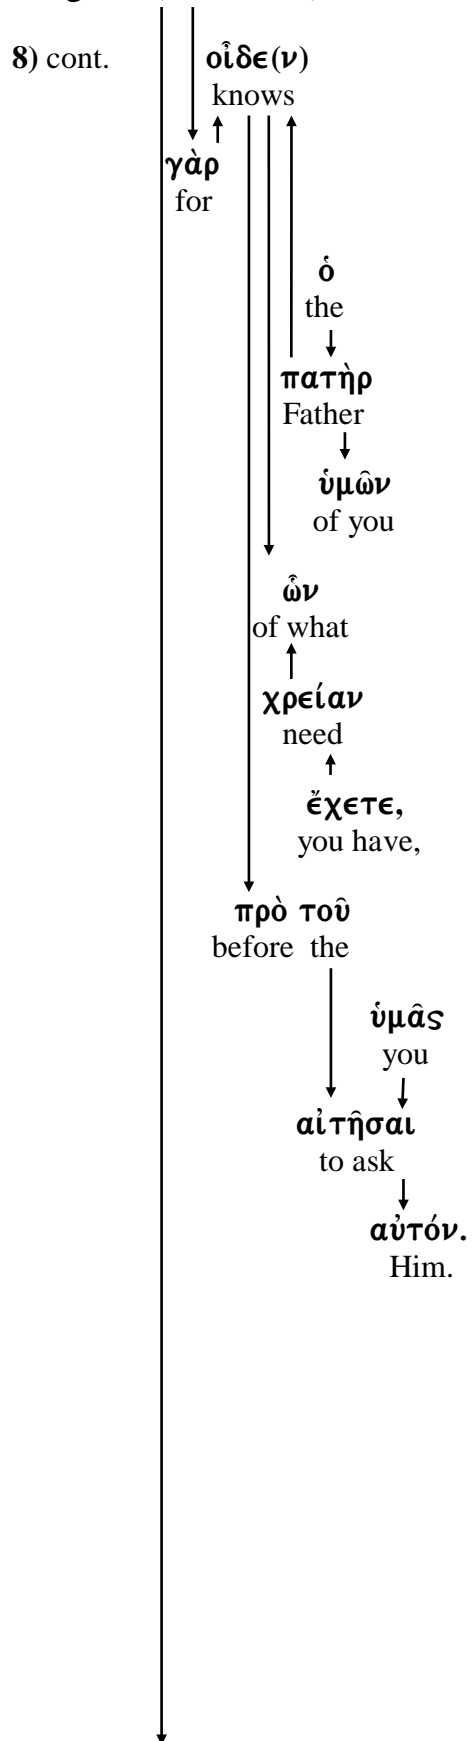 8) cont.
οἶδε(ν)
knows
γὰρ
for
ὁ
the
πατὴρ
Father
ὑμῶν
of you
ὧν
of what
χρείαν
need
ἔχετε,
you have,
πρὸ τοῦ
before the
ὑμᾶς
you
αἰτῆσαι
to ask
αὐτόν.
Him.